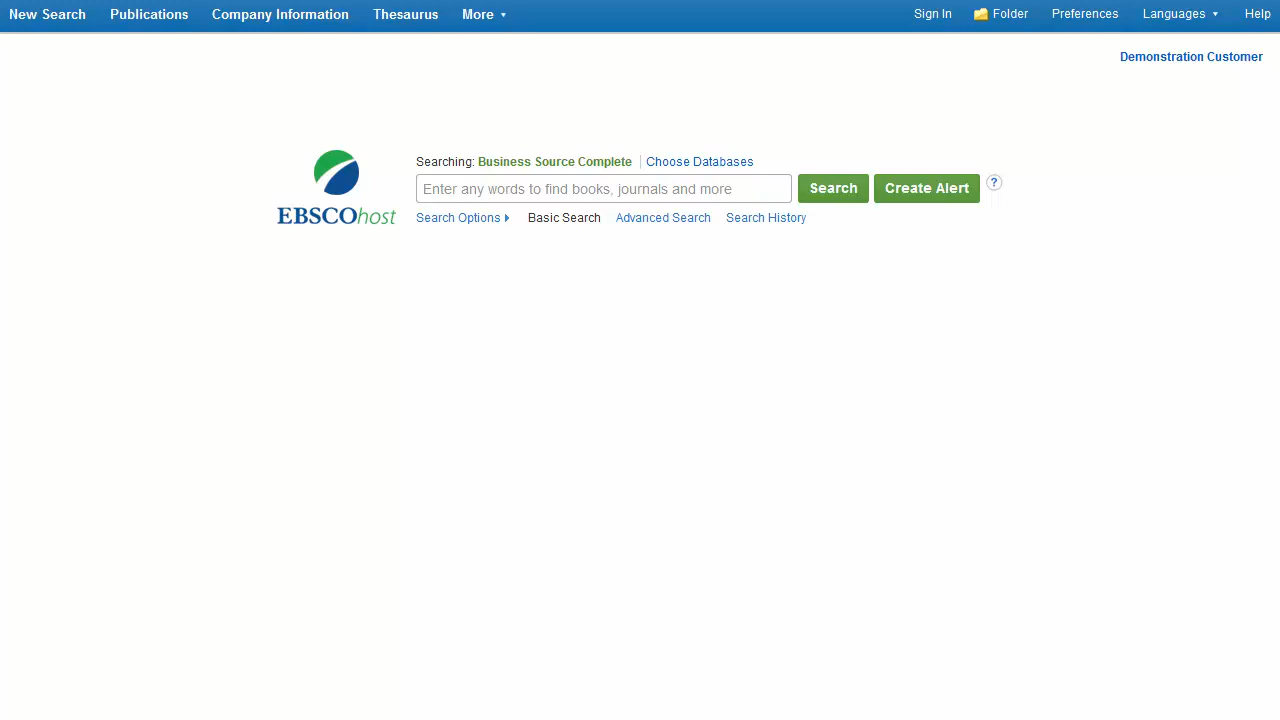 New Search Publications Company Information Thesaurus More Sign In Folder Preferences Languages Help
Demonstration Customer
Searching: Business Source Complete Choose Databases
Enter any words to find books, journals and more Search Create Alert ?
EBSCOhost
Search Options Basic Search Advanced Search Search History